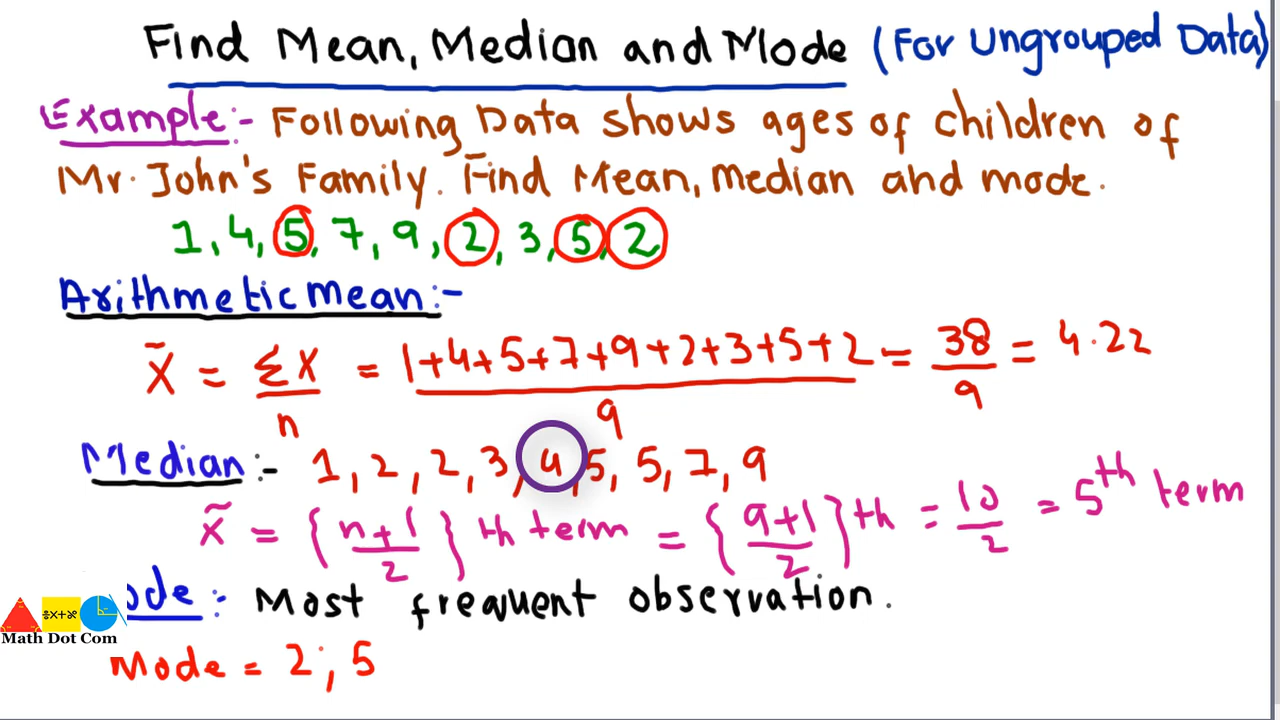 Find Mean, Median and Mode (For Ungrouped Data)
Example:- Following Data shows ages of children of
Mr. John's Family. Find Mean, median and mode.
1, 4, 5, 7, 9, 2, 3, 5, 2
Arithmetic mean:-
x̄ = ΣX/n = 1+4+5+7+9+2+3+5+2/9 = 38/9 = 4.22
Median:- 1, 2, 2, 3, 4, 5, 5, 7, 9
x̃ = {n+1/2} th term = {9+1/2} th = 10/2 = 5th term
ode:- Most frequent observation.
÷X+
Math Dot Com
Mode = 2, 5